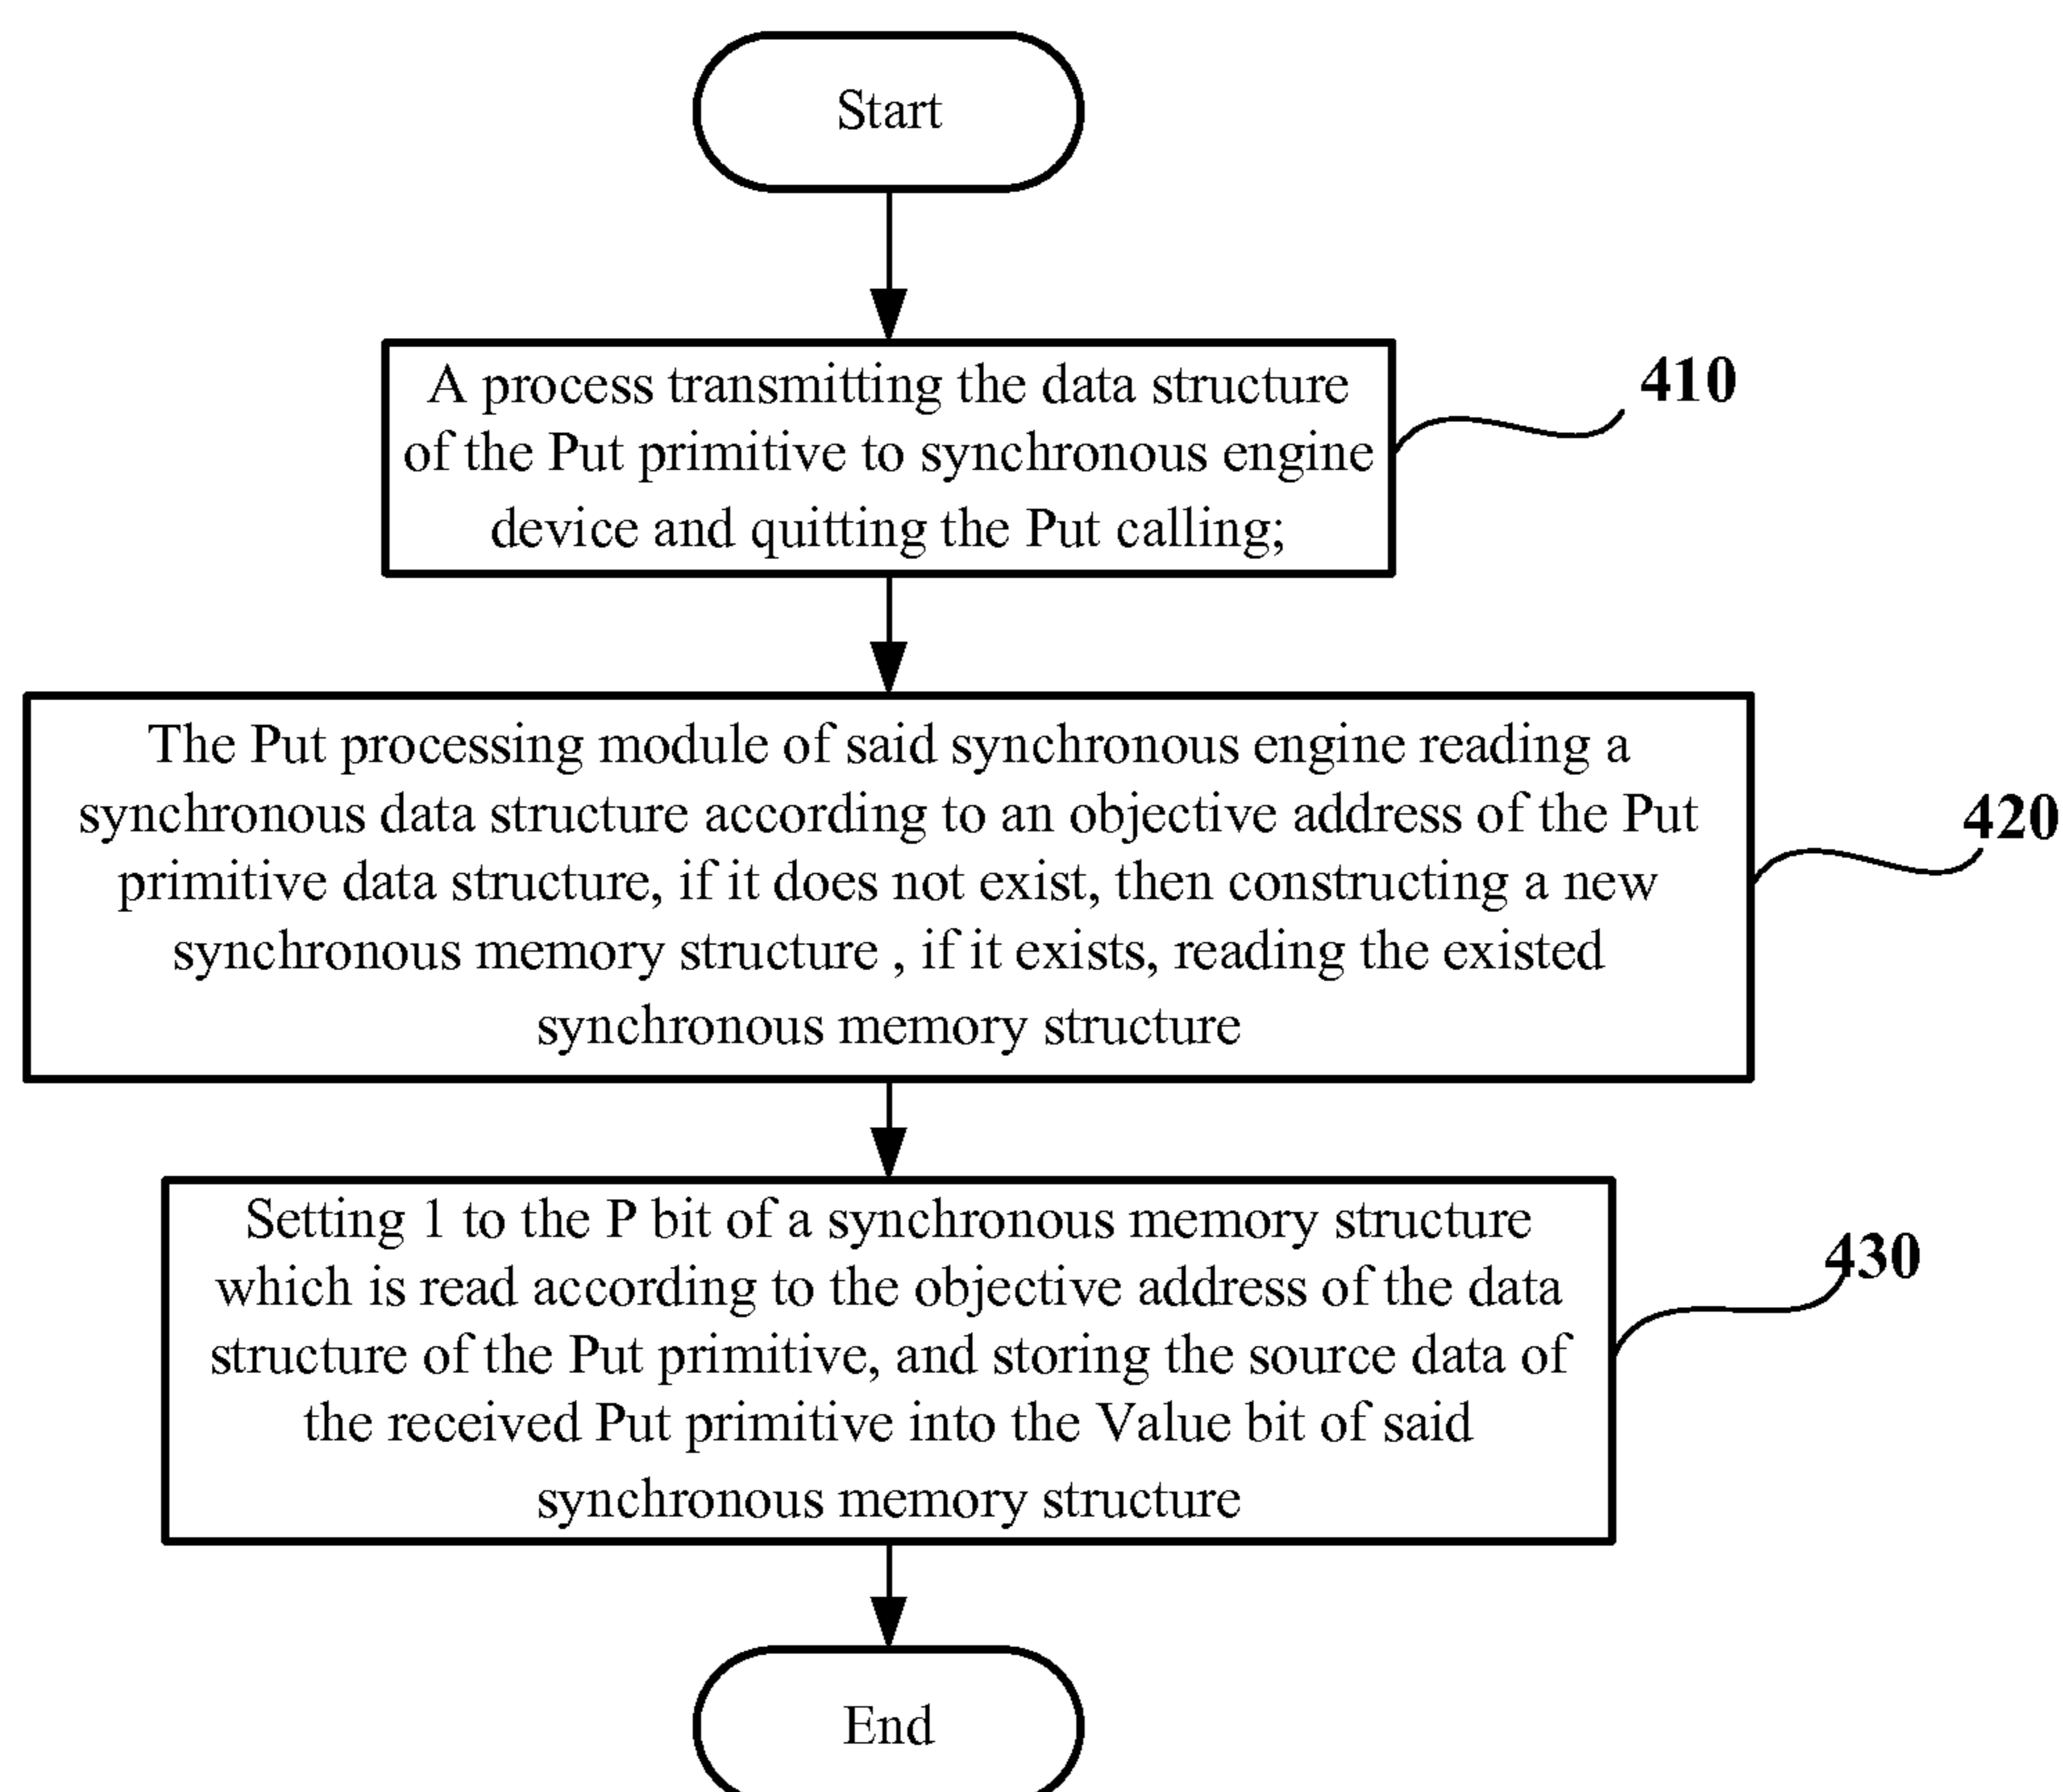 Start
A process transmitting the data structure
of the Put primitive to synchronous engine
device and quitting the Put calling;
410
The Put processing module of said synchronous engine reading a
synchronous data structure according to an objective address of the Put
primitive data structure, if it does not exist, then constructing a new
synchronous memory structure , if it exists, reading the existed
synchronous memory structure
420
Setting 1 to the P bit of a synchronous memory structure
which is read according to the objective address of the data
structure of the Put primitive, and storing the source data of
the received Put primitive into the Value bit of said
synchronous memory structure
430
End